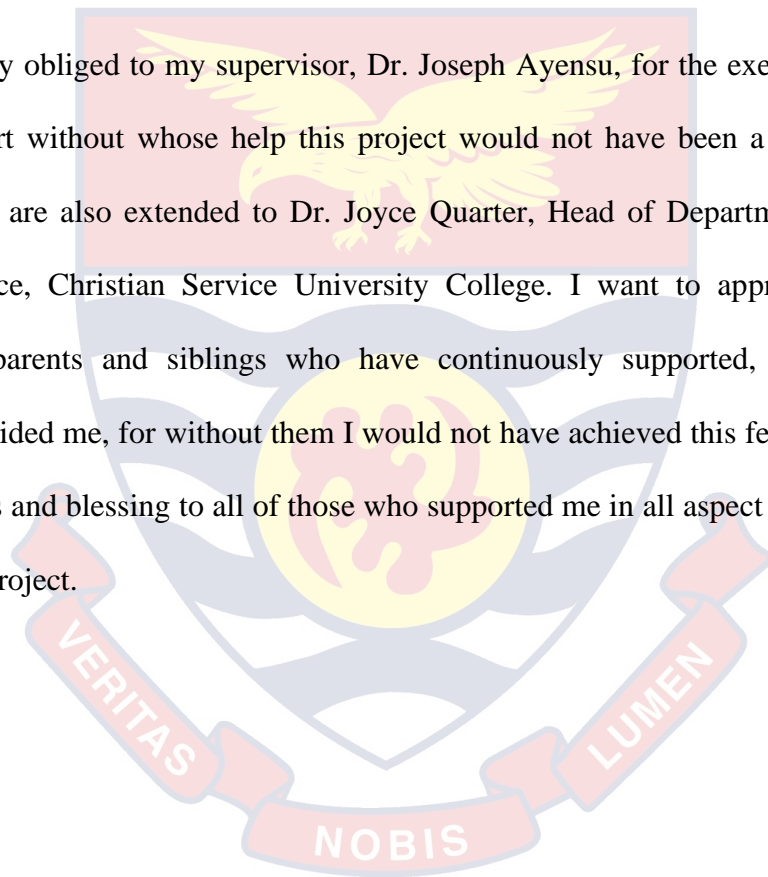 y obliged to my supervisor, Dr. Joseph Ayensu, for the exe
rt without whose help this project would not have been a
are also extended to Dr. Joyce Quarter, Head of Departm
ce, Christian Service University College. I want to appr
parents and siblings who have continuously supported,
ided me, for without them I would not have achieved this fe
s and blessing to all of those who supported me in all aspect
roject.
VERITAS
NOBIS
LUMEN